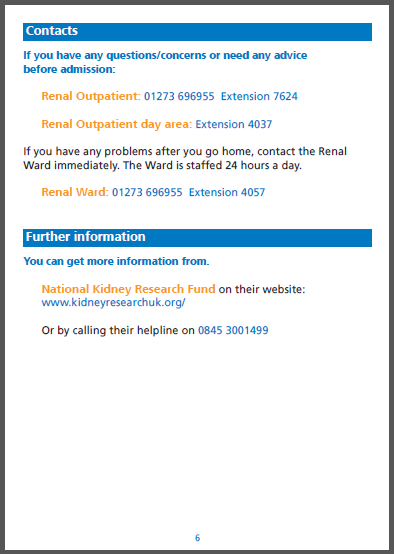 Contacts
If you have any questions/concerns or need any advice
before admission:
Renal Outpatient: 01273 696955  Extension 7624
Renal Outpatient day area: Extension 4037
If you have any problems after you go home, contact the Renal
Ward immediately. The Ward is staffed 24 hours a day.
Renal Ward: 01273 696955  Extension 4057
Further information
You can get more information from.
National Kidney Research Fund on their website:
www.kidneyresearchuk.org/
Or by calling their helpline on 0845 3001499
6